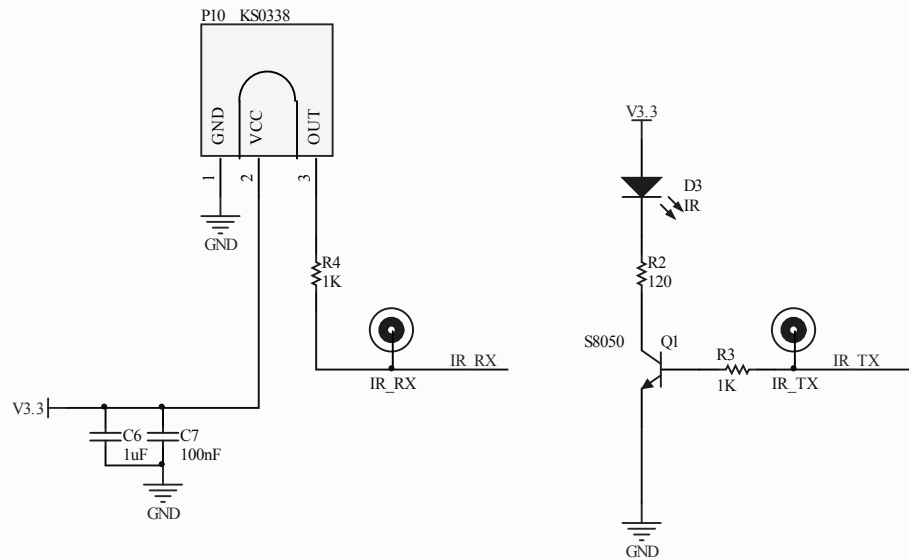 P10 KS0338
GND
VCC
OUT
1
2
3
GND
R4
1K
IR_RX
IR_RX
V3.3
C6
1uF
C7
100nF
GND
V3.3
D3
IR
R2
120
S8050
Q1
R3
1K
IR_TX
IR_TX
GND